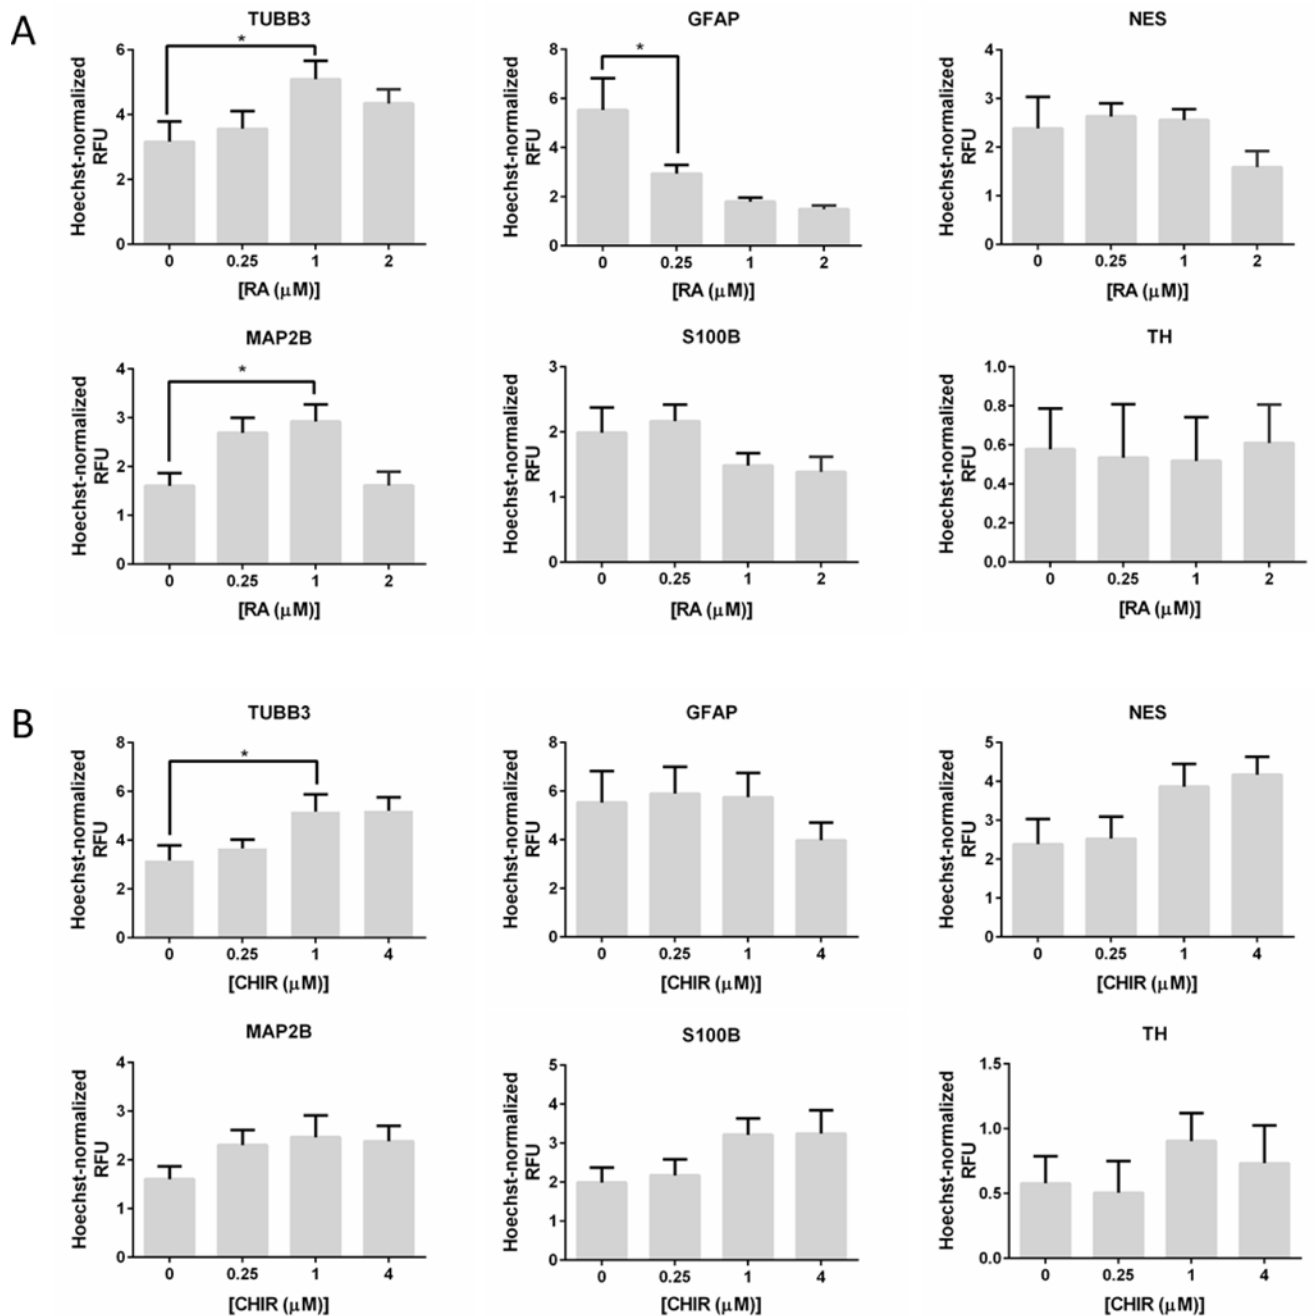 A
TUBB3
*
Hoechst-normalized
RFU
6
4
2
0
0 0.25 1 2
[RA (μM)]
GFAP
*
Hoechst-normalized
RFU
8
6
4
2
0
0 0.25 1 2
[RA (μM)]
NES
Hoechst-normalized
RFU
4
3
2
1
0
0 0.25 1 2
[RA (μM)]
MAP2B
*
Hoechst-normalized
RFU
4
3
2
1
0
0 0.25 1 2
[RA (μM)]
S100B
Hoechst-normalized
RFU
3
2
1
0
0 0.25 1 2
[RA (μM)]
TH
Hoechst-normalized
RFU
1.0
0.8
0.6
0.4
0.2
0.0
0 0.25 1 2
[RA (μM)]
B
TUBB3
*
Hoechst-normalized
RFU
8
6
4
2
0
0 0.25 1 4
[CHIR (μM)]
GFAP
Hoechst-normalized
RFU
8
6
4
2
0
0 0.25 1 4
[CHIR (μM)]
NES
Hoechst-normalized
RFU
5
4
3
2
1
0
0 0.25 1 4
[CHIR (μM)]
MAP2B
Hoechst-normalized
RFU
4
3
2
1
0
0 0.25 1 4
[CHIR (μM)]
S100B
Hoechst-normalized
RFU
5
4
3
2
1
0
0 0.25 1 4
[CHIR (μM)]
TH
Hoechst-normalized
RFU
1.5
1.0
0.5
0.0
0 0.25 1 4
[CHIR (μM)]